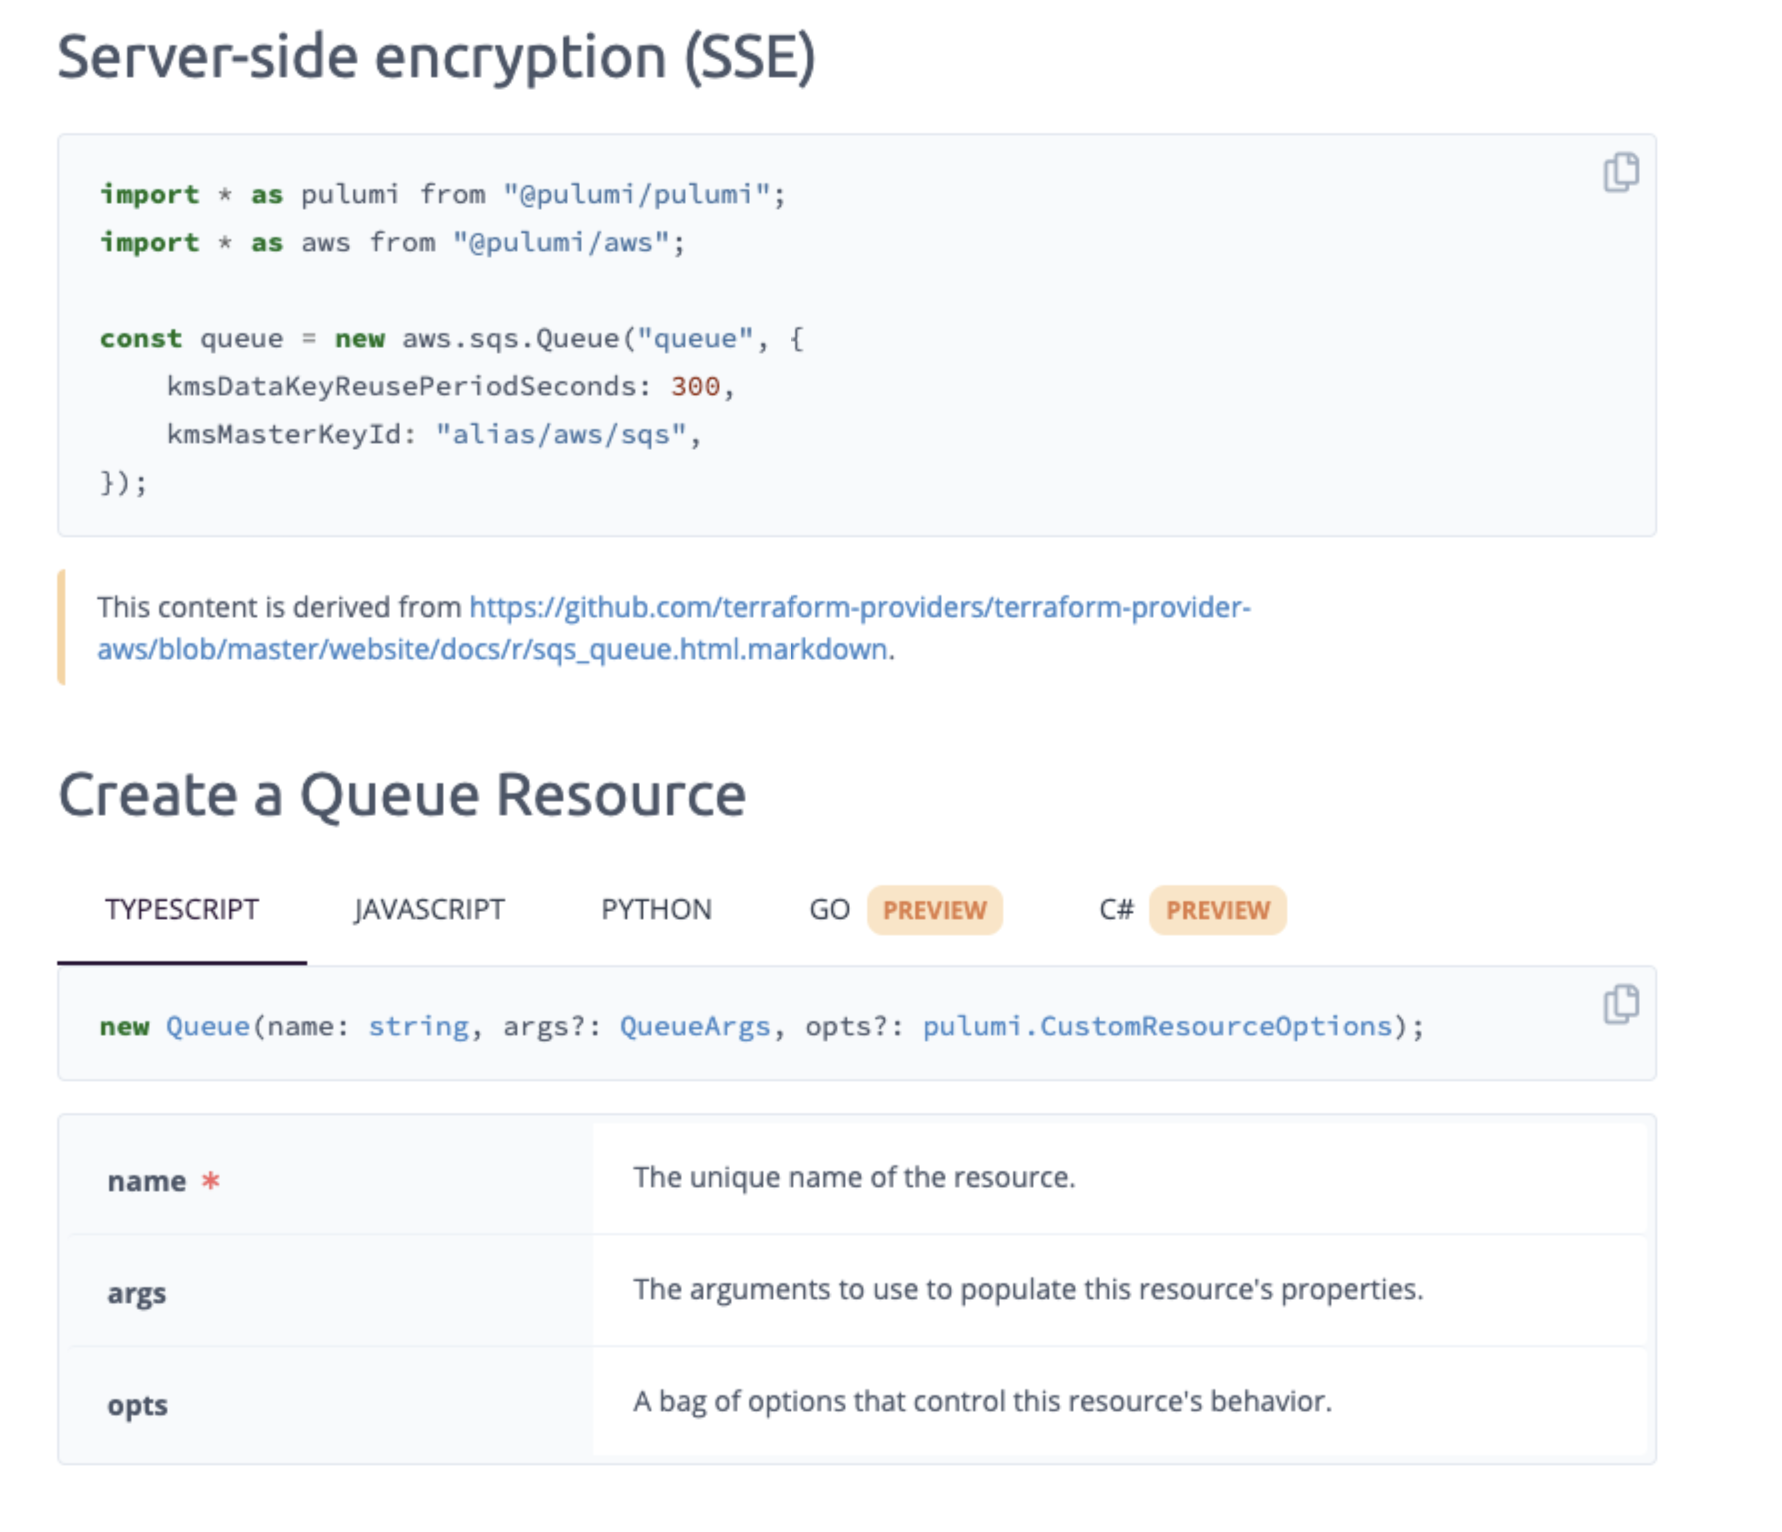 Server-side encryption (SSE)
import * as pulumi from "@pulumi/pulumi";
import * as aws from "@pulumi/aws";
const queue = new aws.sqs.Queue("queue", {
    kmsDataKeyReusePeriodSeconds: 300,
    kmsMasterKeyId: "alias/aws/sqs",
});
This content is derived from https://github.com/terraform-providers/terraform-provider-
aws/blob/master/website/docs/r/sqs_queue.html.markdown.
Create a Queue Resource
TYPESCRIPT JAVASCRIPT PYTHON GO PREVIEW C# PREVIEW
new Queue(name: string, args?: QueueArgs, opts?: pulumi.CustomResourceOptions);
name * The unique name of the resource.
args The arguments to use to populate this resource's properties.
opts A bag of options that control this resource's behavior.